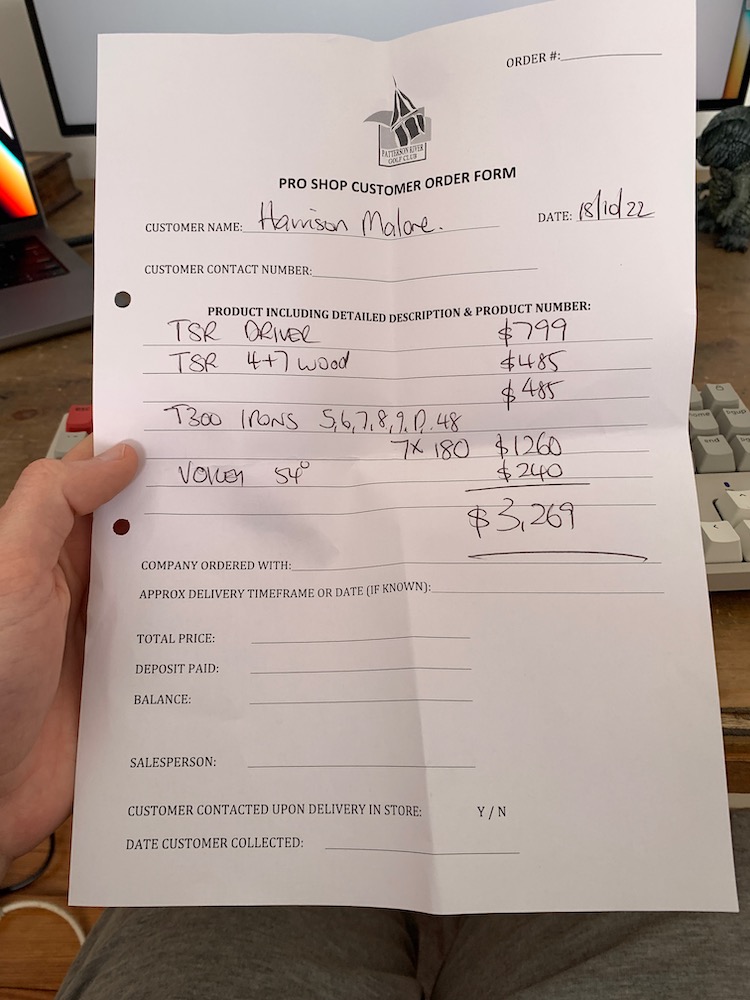 ORDER #:
PATTERSON RIVER
GOLF CLUB
PRO SHOP CUSTOMER ORDER FORM
CUSTOMER NAME: Harrison Malone. DATE: 18/10/22
CUSTOMER CONTACT NUMBER:
PRODUCT INCLUDING DETAILED DESCRIPTION & PRODUCT NUMBER:
TSR DRIVER $799
TSR 4+7 wood $485
$485
T300 IRONS 5,6,7,8,9,P,48
7x 180 $1260
VOKEY 54° $240
$3,269
COMPANY ORDERED WITH:
APPROX DELIVERY TIMEFRAME OR DATE (IF KNOWN):
TOTAL PRICE:
DEPOSIT PAID:
BALANCE:
SALESPERSON:
CUSTOMER CONTACTED UPON DELIVERY IN STORE: Y / N
DATE CUSTOMER COLLECTED: